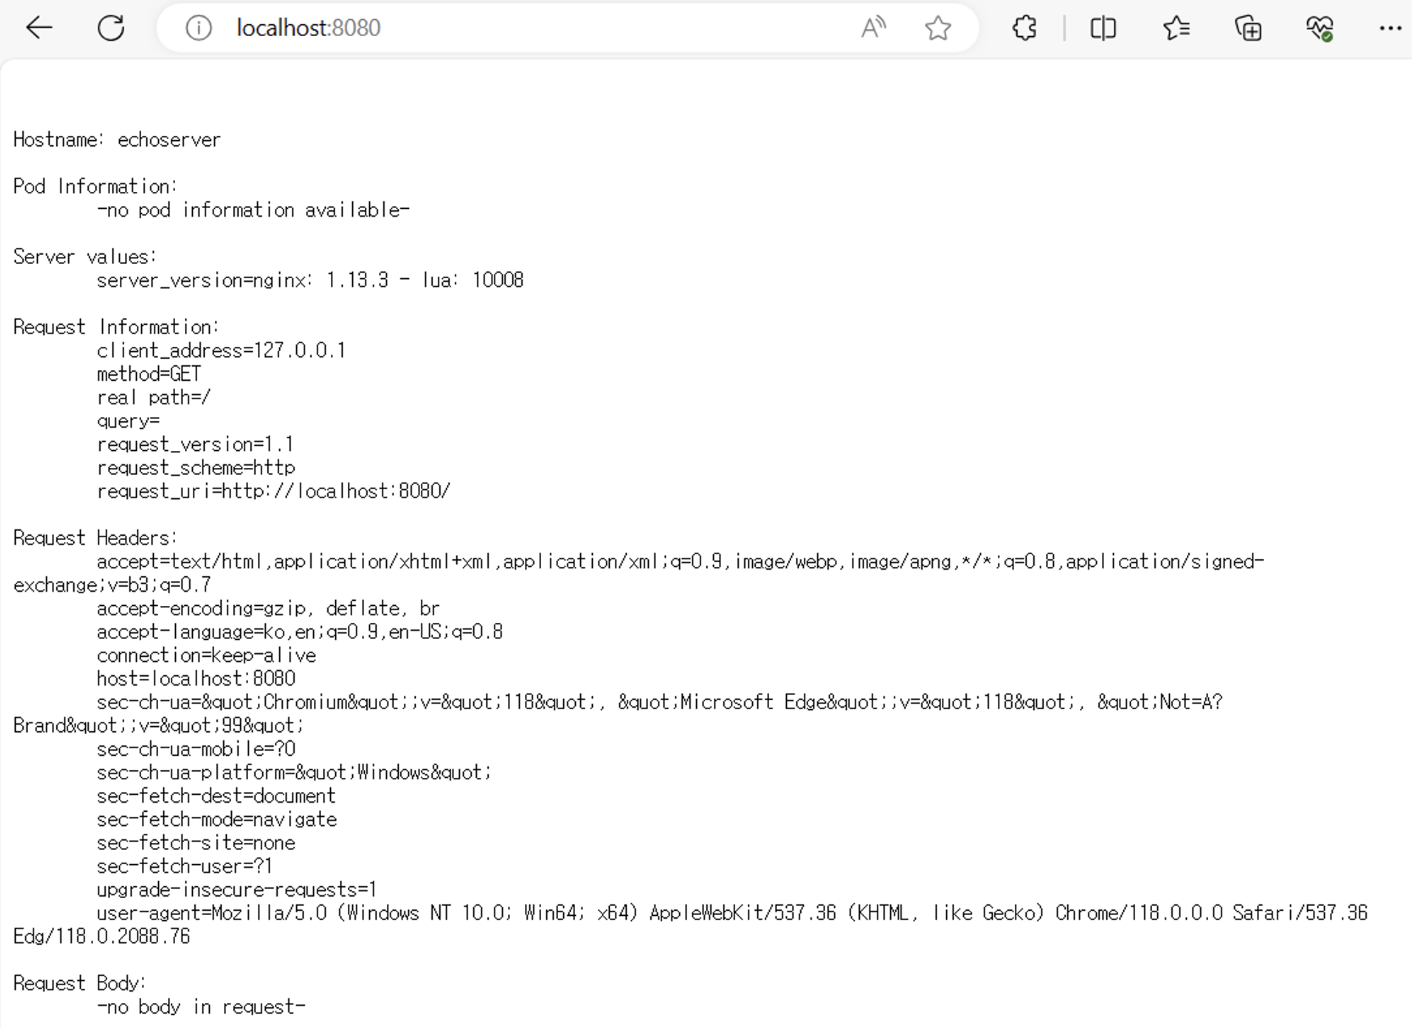 localhost:8080
Hostname: echoserver
Pod Information:
-no pod information available-
Server values:
server_version=nginx: 1.13.3 - lua: 10008
Request Information:
client_address=127.0.0.1
method=GET
real path=/
query=
request_version=1.1
request_scheme=http
request_uri=http://localhost:8080/
Request Headers:
accept=text/html,application/xhtml+xml,application/xml;q=0.9,image/webp,image/apng,*/*;q=0.8,application/signed-
exchange;v=b3;q=0.7
accept-encoding=gzip, deflate, br
accept-language=ko,en;q=0.9,en-US;q=0.8
connection=keep-alive
host=localhost:8080
sec-ch-ua=&quot;Chromium&quot;;v=&quot;118&quot;, &quot;Microsoft Edge&quot;;v=&quot;118&quot;, &quot;Not=A?
Brand&quot;;v=&quot;99&quot;
sec-ch-ua-mobile=?0
sec-ch-ua-platform=&quot;Windows&quot;
sec-fetch-dest=document
sec-fetch-mode=navigate
sec-fetch-site=none
sec-fetch-user=?1
upgrade-insecure-requests=1
user-agent=Mozilla/5.0 (Windows NT 10.0; Win64; x64) AppleWebKit/537.36 (KHTML, like Gecko) Chrome/118.0.0.0 Safari/537.36
Edg/118.0.2088.76
Request Body:
-no body in request-